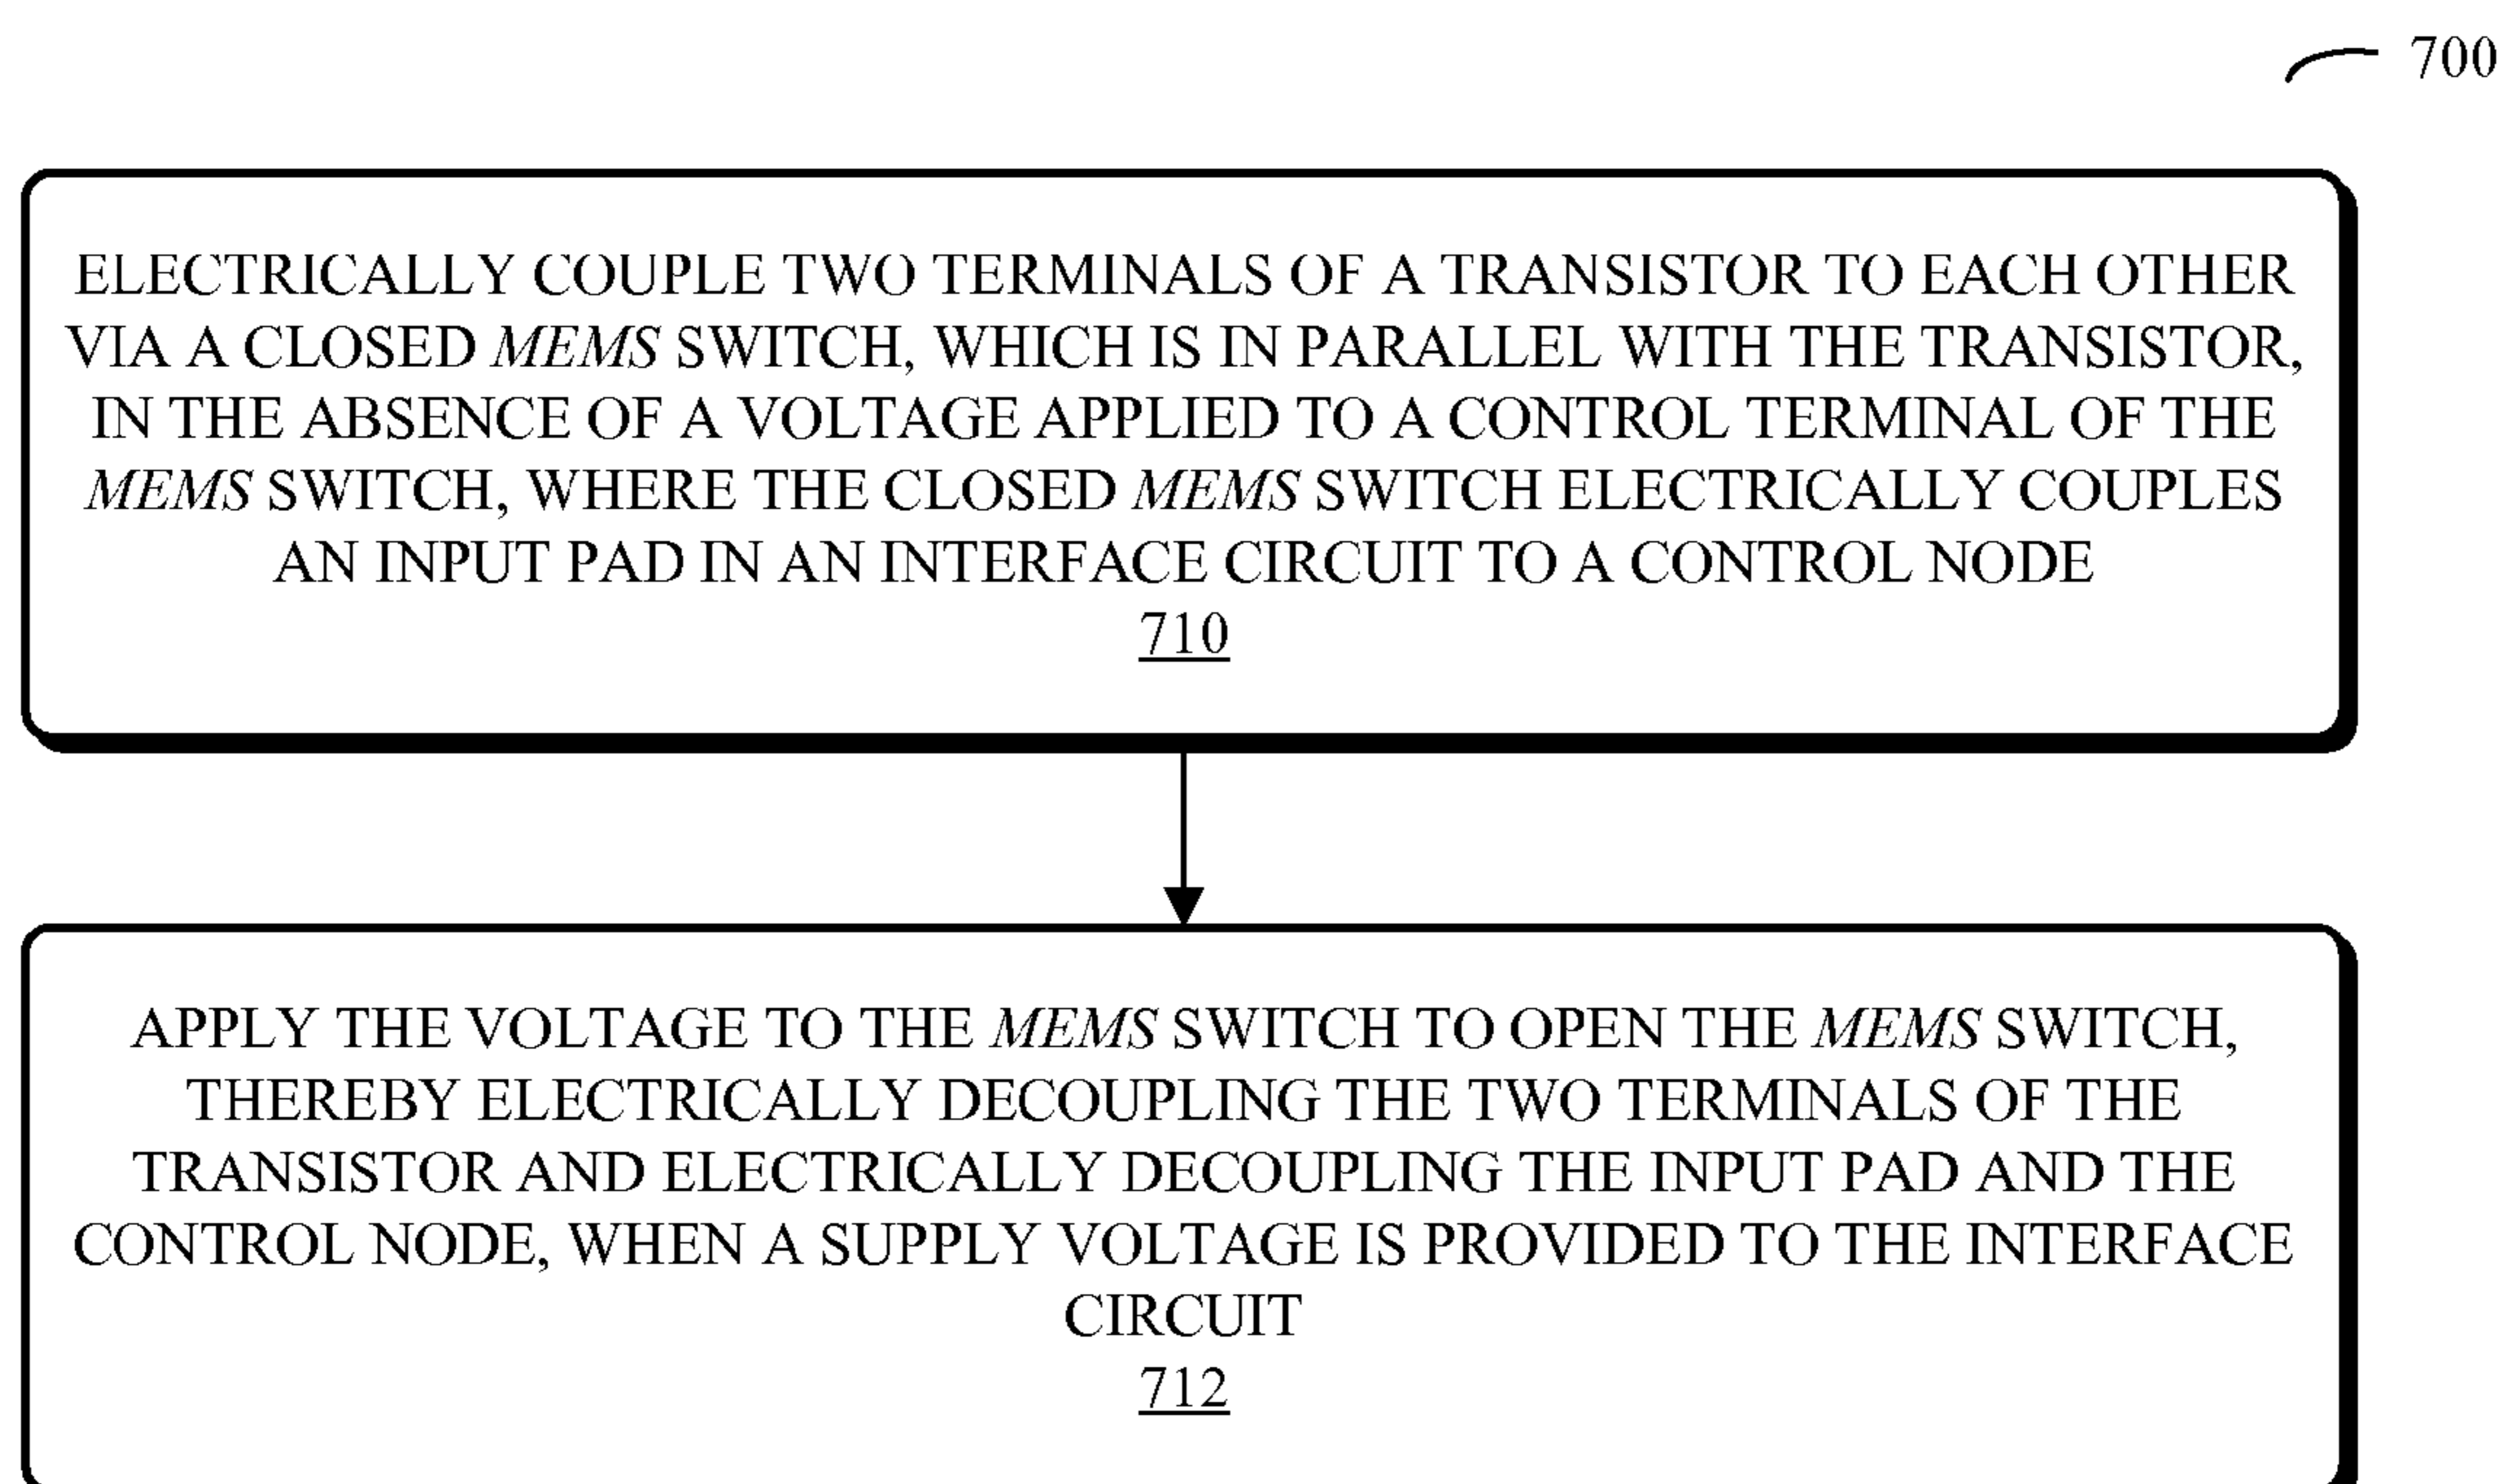 700
ELECTRICALLY COUPLE TWO TERMINALS OF A TRANSISTOR TO EACH OTHER
VIA A CLOSED MEMS SWITCH, WHICH IS IN PARALLEL WITH THE TRANSISTOR,
IN THE ABSENCE OF A VOLTAGE APPLIED TO A CONTROL TERMINAL OF THE
MEMS SWITCH, WHERE THE CLOSED MEMS SWITCH ELECTRICALLY COUPLES
AN INPUT PAD IN AN INTERFACE CIRCUIT TO A CONTROL NODE
710
APPLY THE VOLTAGE TO THE MEMS SWITCH TO OPEN THE MEMS SWITCH,
THEREBY ELECTRICALLY DECOUPLING THE TWO TERMINALS OF THE
TRANSISTOR AND ELECTRICALLY DECOUPLING THE INPUT PAD AND THE
CONTROL NODE, WHEN A SUPPLY VOLTAGE IS PROVIDED TO THE INTERFACE
CIRCUIT
712